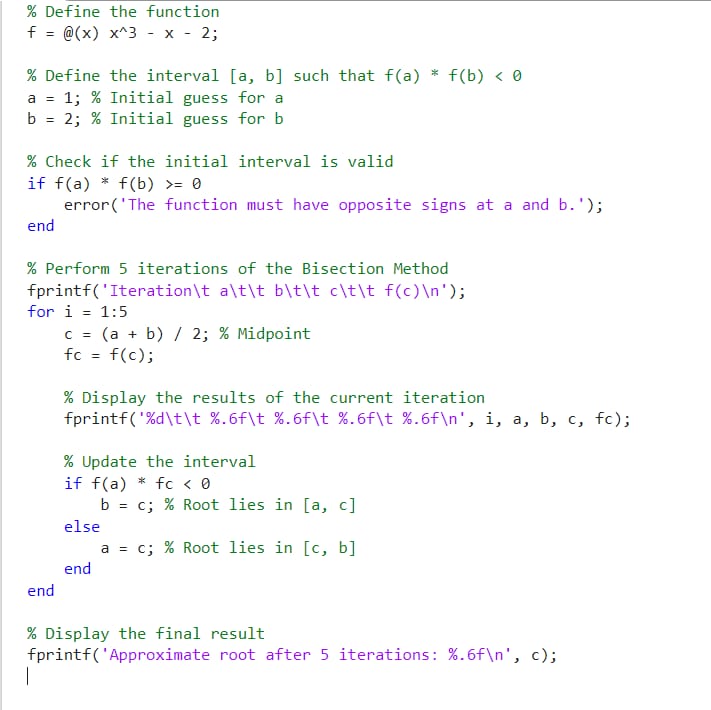 % Define the function
f = @(x) x^3 - x - 2;
% Define the interval [a, b] such that f(a) * f(b) < 0
a = 1; % Initial guess for a
b = 2; % Initial guess for b
% Check if the initial interval is valid
if f(a) * f(b) >= 0
    error('The function must have opposite signs at a and b.');
end
% Perform 5 iterations of the Bisection Method
fprintf('Iteration\t a\t\t b\t\t c\t\t f(c)\n');
for i = 1:5
    c = (a + b) / 2; % Midpoint
    fc = f(c);
    % Display the results of the current iteration
    fprintf('%d\t\t %.6f\t %.6f\t %.6f\t %.6f\n', i, a, b, c, fc);
    % Update the interval
    if f(a) * fc < 0
        b = c; % Root lies in [a, c]
    else
        a = c; % Root lies in [c, b]
    end
end
% Display the final result
fprintf('Approximate root after 5 iterations: %.6f\n', c);